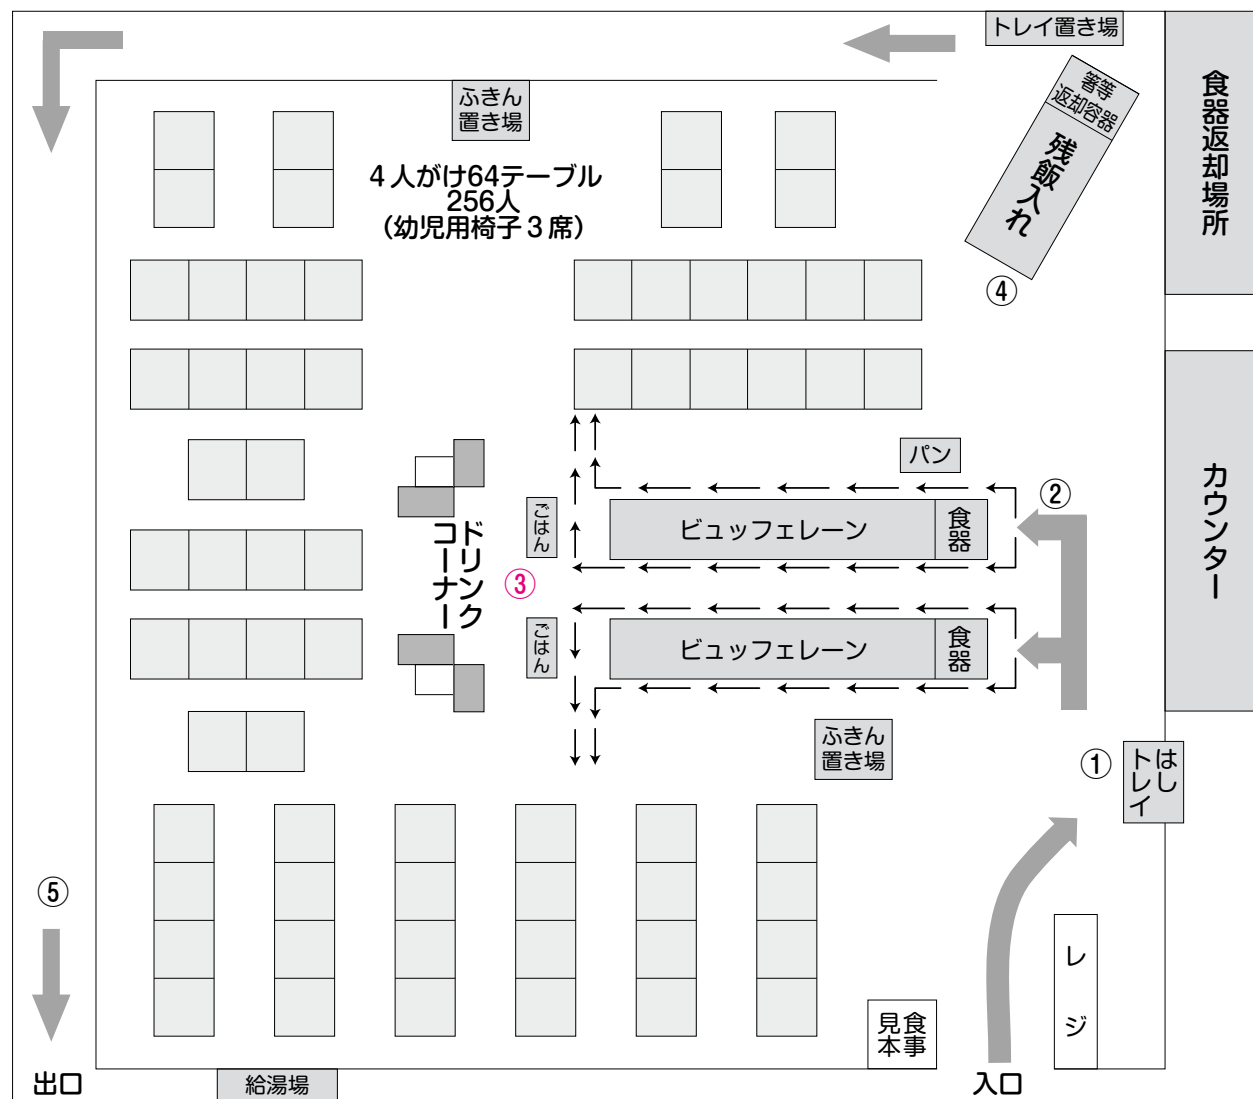 トレイ置き場
箸等
返却容器
残飯入れ
食器返却場所
ふきん
置き場
4人がけ64テーブル
256人
(幼児用椅子3席)
④
パン
②
カウンター
ごはん
ビュッフェレーン
食器
ドリンク
コーナー
③
ごはん
ビュッフェレーン
食器
ふきん
置き場
①
はし
トレイ
⑤
レジ
食事
見本
出口
給湯場
入口